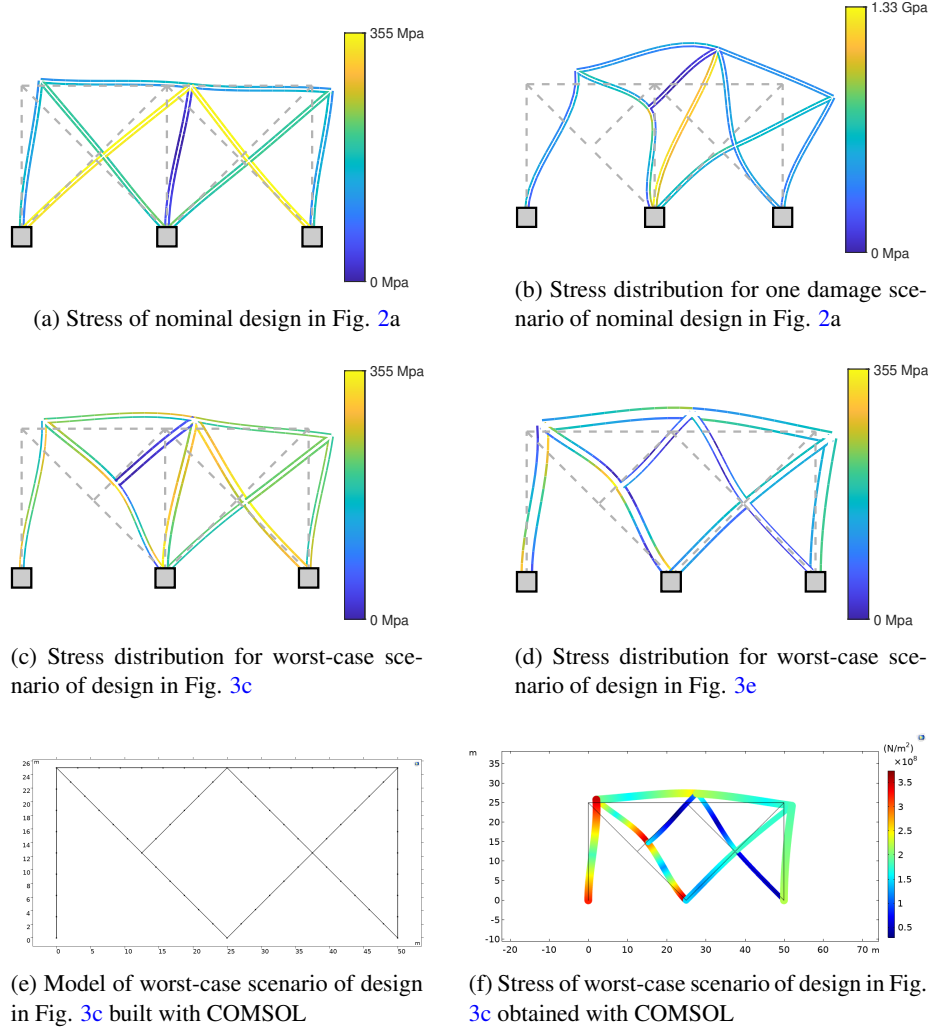 355 Mpa
0 Mpa
(a) Stress of nominal design in Fig. 2a
1.33 Gpa
0 Mpa
(b) Stress distribution for one damage sce-
nario of nominal design in Fig. 2a
355 Mpa
0 Mpa
(c) Stress distribution for worst-case sce-
nario of design in Fig. 3c
355 Mpa
0 Mpa
(d) Stress distribution for worst-case sce-
nario of design in Fig. 3e
26 m
24
22
20
18
16
14
12
10
8
6
4
2
0
0 5 10 15 20 25 30 35 40 45 50
m
(e) Model of worst-case scenario of design
in Fig. 3c built with COMSOL
m
(N/m²)
×10⁸
35
30
25
20
15
10
5
0
-5
-10
-20 -10 0 10 20 30 40 50 60 70 m
3.5
3
2.5
2
1.5
1
0.5
(f) Stress of worst-case scenario of design in Fig.
3c obtained with COMSOL